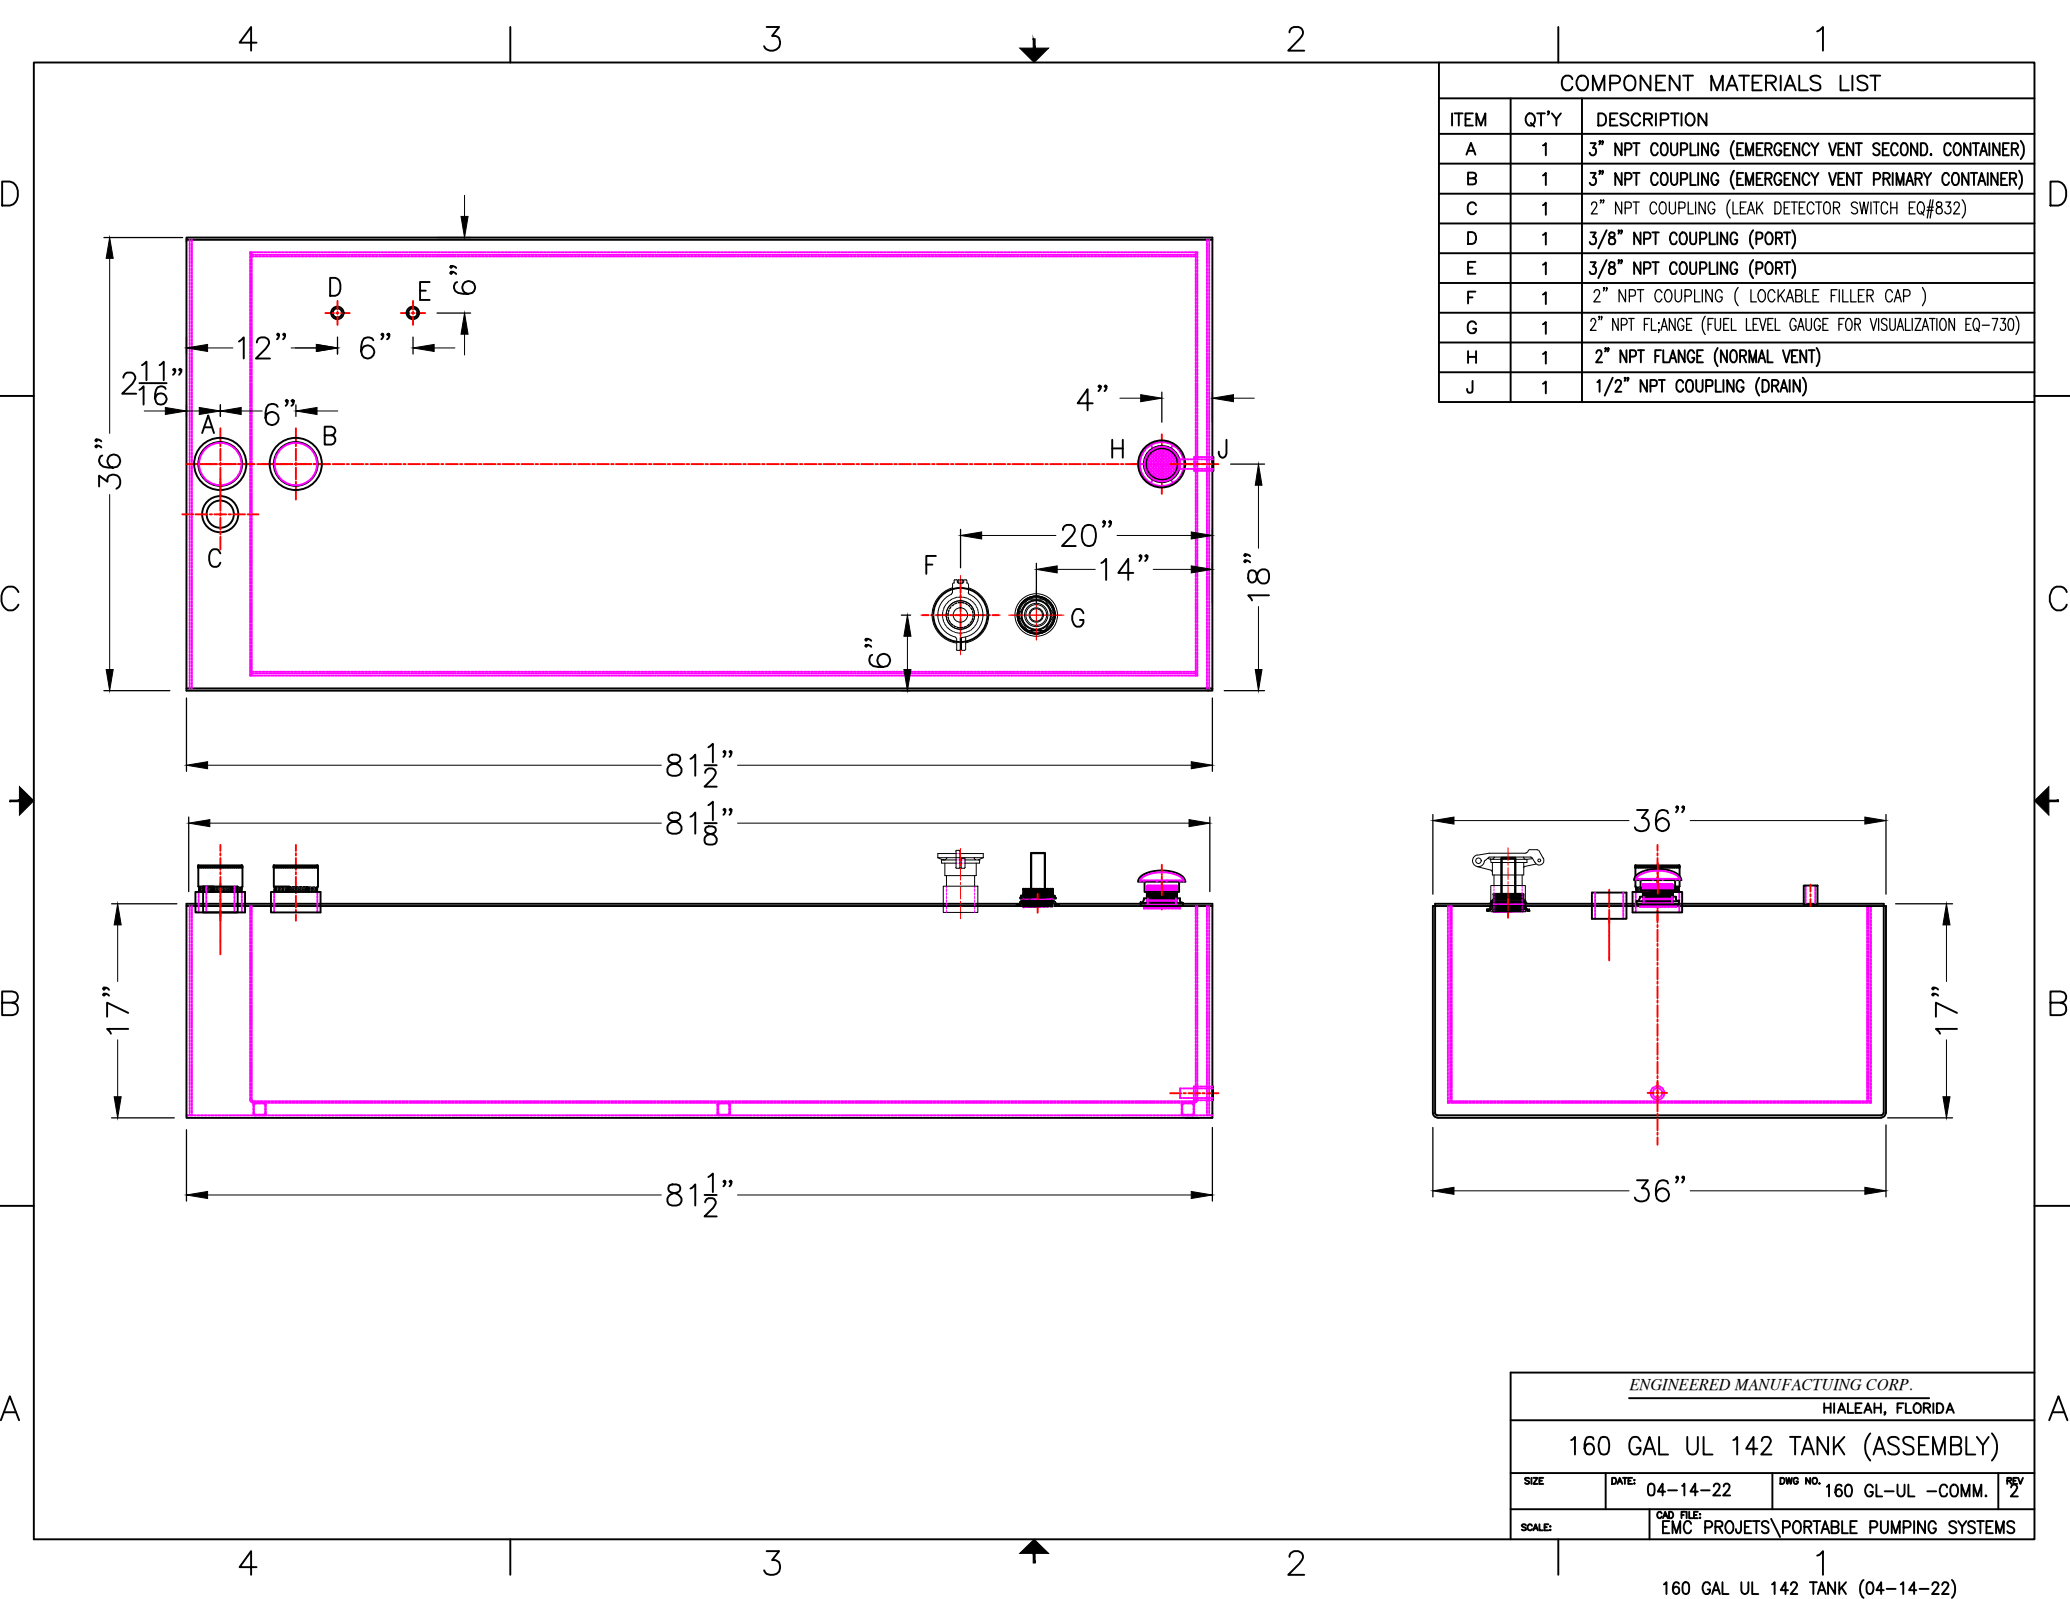 4 3 2 1
COMPONENT MATERIALS LIST
ITEM QT'Y DESCRIPTION
A 1 3" NPT COUPLING (EMERGENCY VENT SECOND. CONTAINER)
B 1 3" NPT COUPLING (EMERGENCY VENT PRIMARY CONTAINER)
C 1 2" NPT COUPLING (LEAK DETECTOR SWITCH EQ#832)
D 1 3/8" NPT COUPLING (PORT)
E 1 3/8" NPT COUPLING (PORT)
F 1 2" NPT COUPLING ( LOCKABLE FILLER CAP )
G 1 2" NPT FL;ANGE (FUEL LEVEL GAUGE FOR VISUALIZATION EQ-730)
H 1 2" NPT FLANGE (NORMAL VENT)
J 1 1/2" NPT COUPLING (DRAIN)
D D
D E 6"
12" 6"
2 11/16" 6" 4"
A B H J
36"
C
20"
14" 18"
F G
6"
C C
81 1/2"
81 1/8" 36"
17" 17"
B B
81 1/2" 36"
A A
ENGINEERED MANUFACTUING CORP.
HIALEAH, FLORIDA
160 GAL UL 142 TANK (ASSEMBLY)
SIZE DATE: 04-14-22 DWG NO. 160 GL-UL -COMM. REV 2
SCALE: CAD FILE: EMC PROJETS\PORTABLE PUMPING SYSTEMS
4 3 2 1
160 GAL UL 142 TANK (04-14-22)